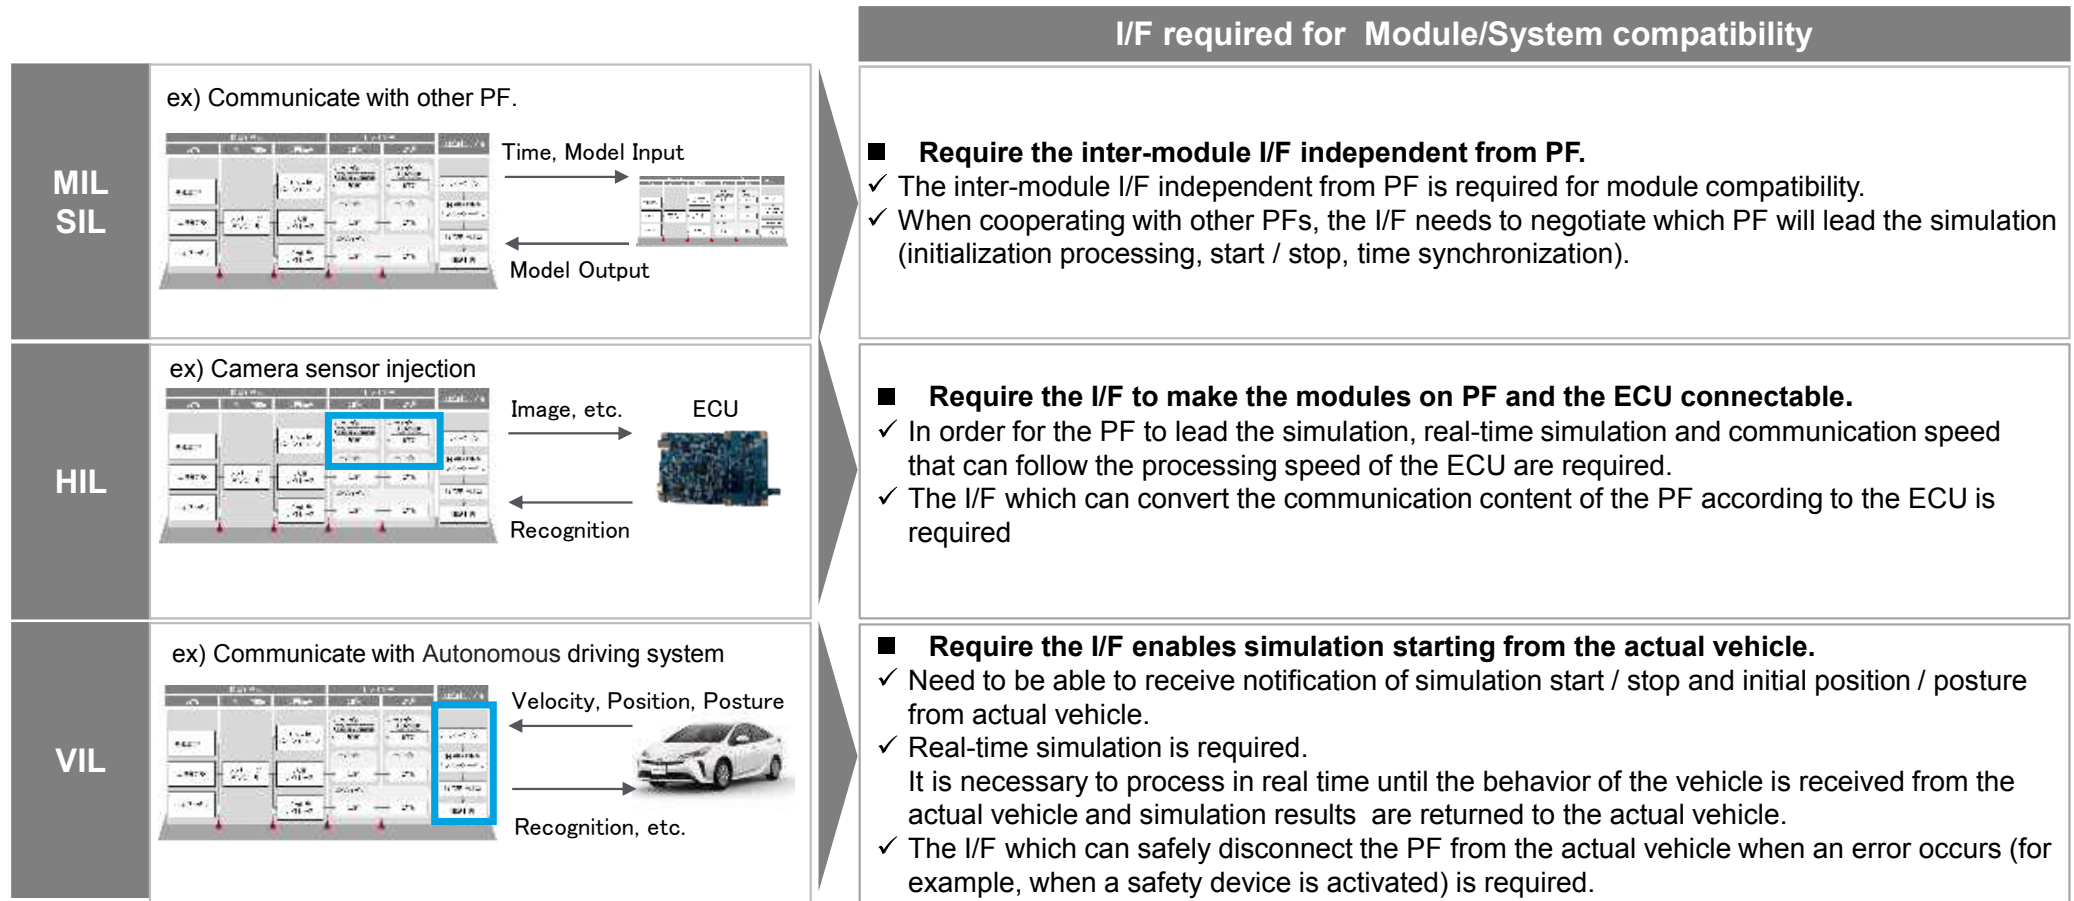 I/F required for Module/System compatibility
MIL
SIL
ex) Communicate with other PF.
Time, Model Input
Model Output
■ Require the inter-module I/F independent from PF.
✓ The inter-module I/F independent from PF is required for module compatibility.
✓ When cooperating with other PFs, the I/F needs to negotiate which PF will lead the simulation
(initialization processing, start / stop, time synchronization).
HIL
ex) Camera sensor injection
Image, etc.
ECU
Recognition
■ Require the I/F to make the modules on PF and the ECU connectable.
✓ In order for the PF to lead the simulation, real-time simulation and communication speed
that can follow the processing speed of the ECU are required.
✓ The I/F which can convert the communication content of the PF according to the ECU is
required
VIL
ex) Communicate with Autonomous driving system
Velocity, Position, Posture
Recognition, etc.
■ Require the I/F enables simulation starting from the actual vehicle.
✓ Need to be able to receive notification of simulation start / stop and initial position / posture
from actual vehicle.
✓ Real-time simulation is required.
It is necessary to process in real time until the behavior of the vehicle is received from the
actual vehicle and simulation results are returned to the actual vehicle.
✓ The I/F which can safely disconnect the PF from the actual vehicle when an error occurs (for
example, when a safety device is activated) is required.